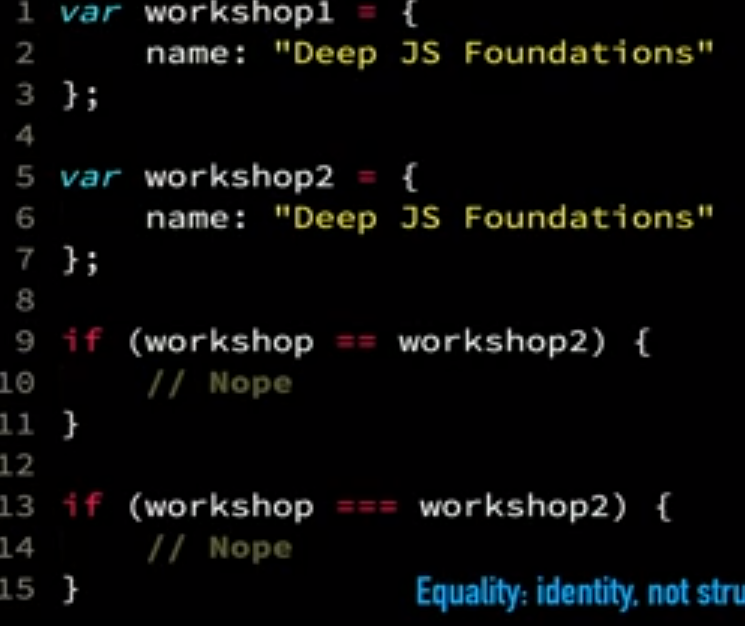 1 var workshop1 = {
2     name: "Deep JS Foundations"
3 };
4
5 var workshop2 = {
6     name: "Deep JS Foundations"
7 };
8
9 if (workshop == workshop2) {
10     // Nope
11 }
12
13 if (workshop === workshop2) {
14     // Nope
15 }
Equality: identity, not stru